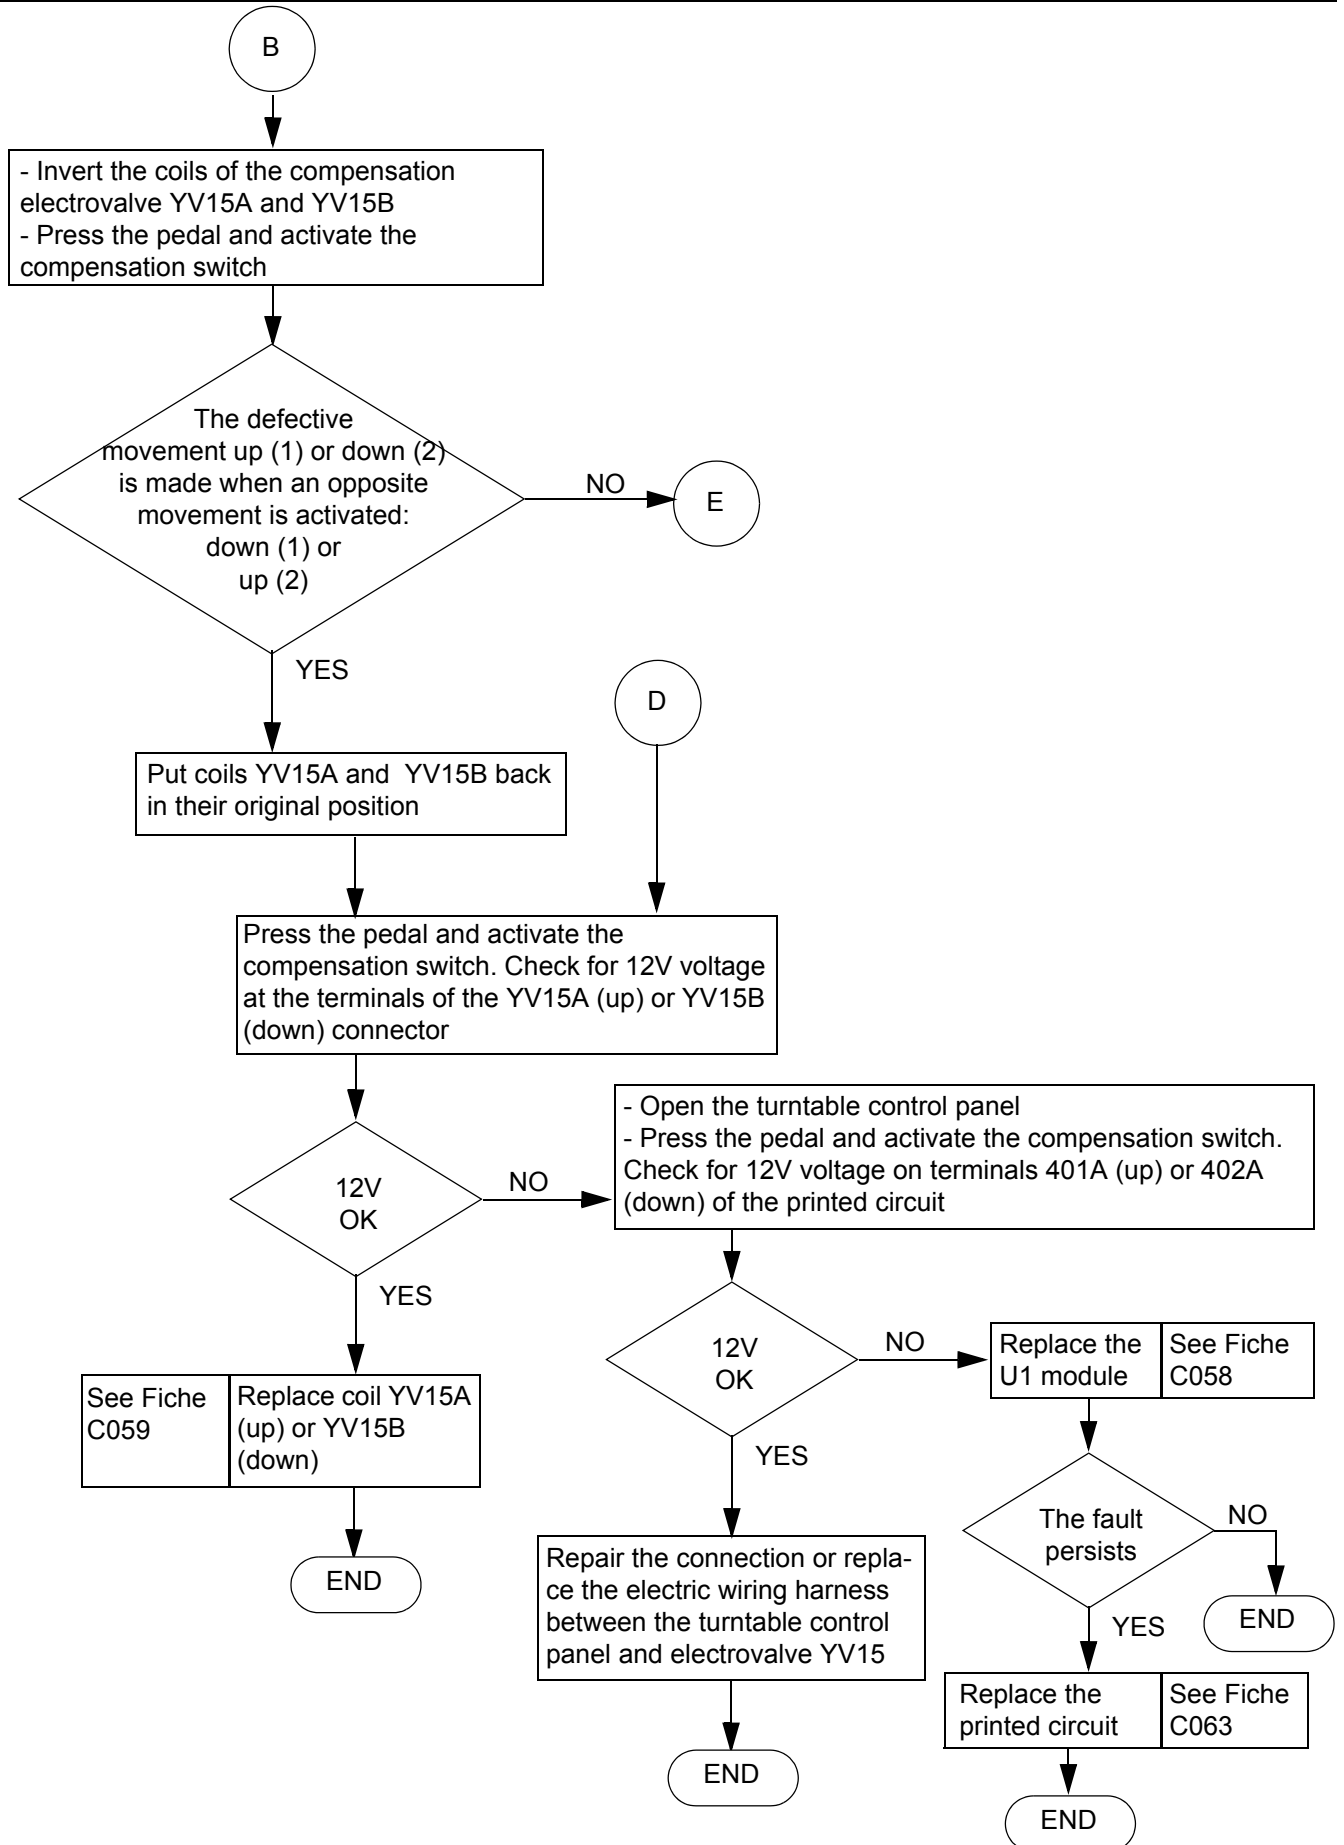 B
- Invert the coils of the compensation
electrovalve YV15A and YV15B
- Press the pedal and activate the
compensation switch
The defective
movement up (1) or down (2)
is made when an opposite
movement is activated:
down (1) or
up (2)
NO
E
YES
D
Put coils YV15A and  YV15B back
in their original position
Press the pedal and activate the
compensation switch. Check for 12V voltage
at the terminals of the YV15A (up) or YV15B
(down) connector
- Open the turntable control panel
- Press the pedal and activate the compensation switch.
Check for 12V voltage on terminals 401A (up) or 402A
(down) of the printed circuit
12V
OK
NO
YES
12V
OK
NO
Replace the
U1 module
See Fiche
C058
See Fiche
C059
Replace coil YV15A
(up) or YV15B
(down)
YES
The fault
persists
NO
END
Repair the connection or repla-
ce the electric wiring harness
between the turntable control
panel and electrovalve YV15
YES
END
Replace the
printed circuit
See Fiche
C063
END
END